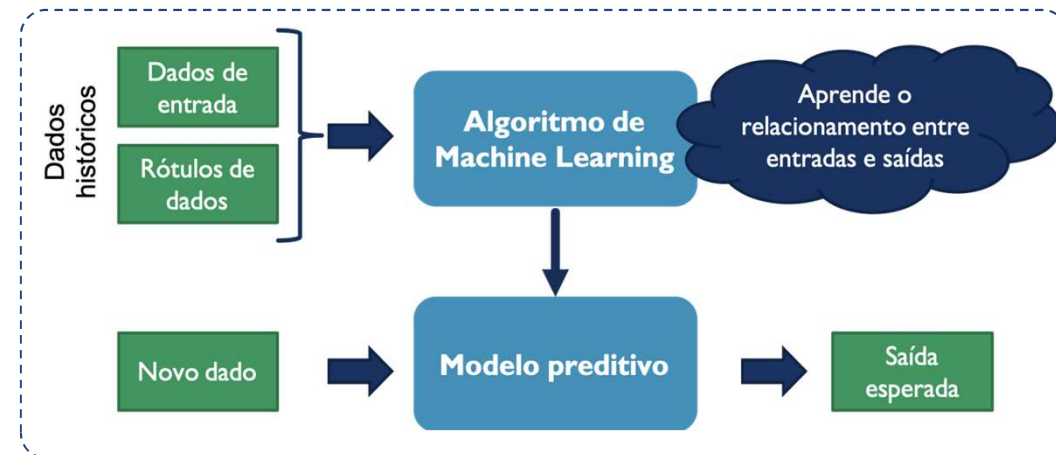 Dados
históricos
Dados de
entrada
Rótulos de
dados
Algoritmo de
Machine Learning
Aprende o
relacionamento entre
entradas e saídas
Novo dado
Modelo preditivo
Saída
esperada